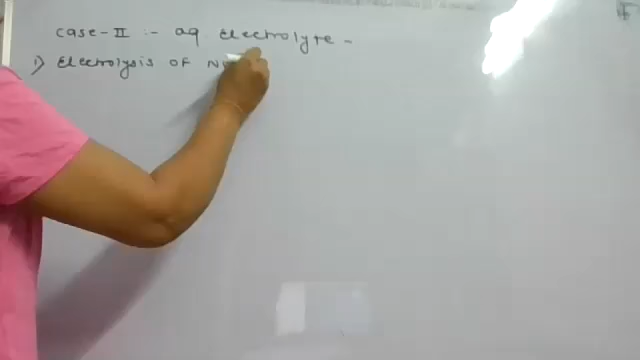 Case-II :- aq Electrolyte -
1) Electrolysis of